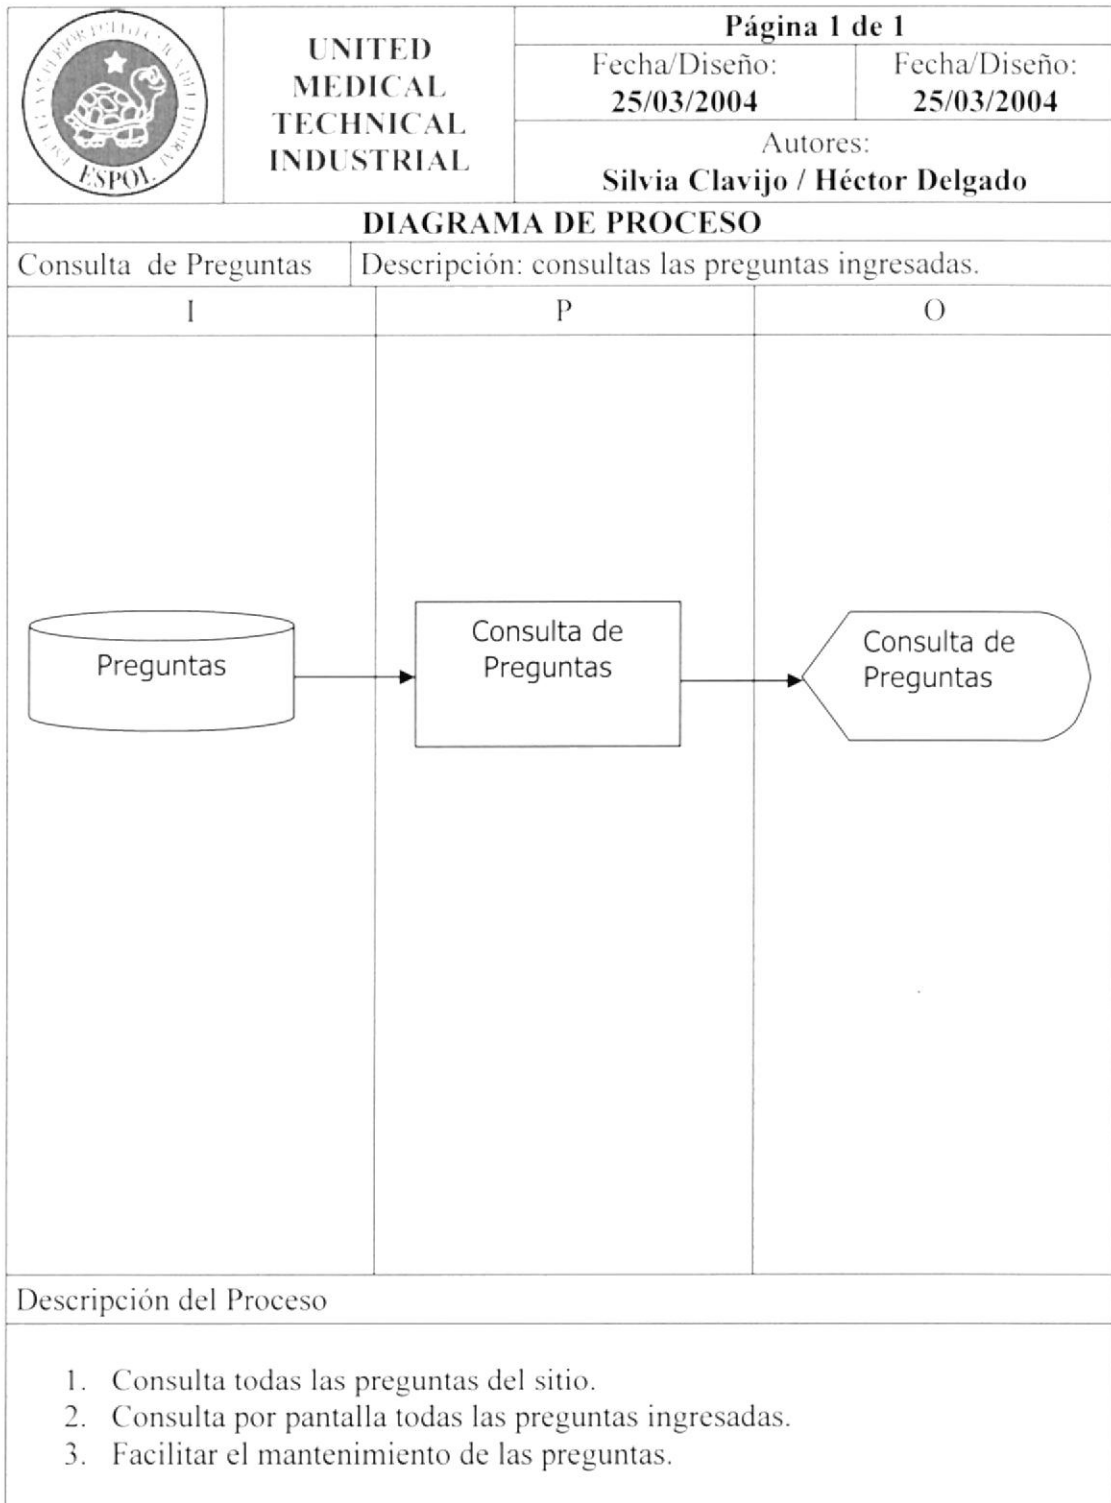 ESPOL
UNITED
MEDICAL
TECHNICAL
INDUSTRIAL
Página 1 de 1
Fecha/Diseño:
25/03/2004
Fecha/Diseño:
25/03/2004
Autores:
Silvia Clavijo / Héctor Delgado
DIAGRAMA DE PROCESO
Consulta de Preguntas
Descripción: consultas las preguntas ingresadas.
I
P
O
Preguntas
Consulta de
Preguntas
Consulta de
Preguntas
Descripción del Proceso
1. Consulta todas las preguntas del sitio.
2. Consulta por pantalla todas las preguntas ingresadas.
3. Facilitar el mantenimiento de las preguntas.